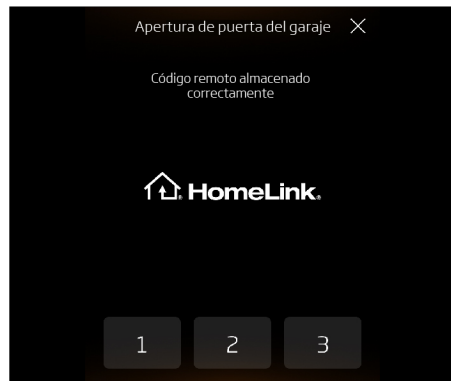 Apertura de puerta del garaje
Código remoto almacenado
correctamente
HomeLink®
1 2 3